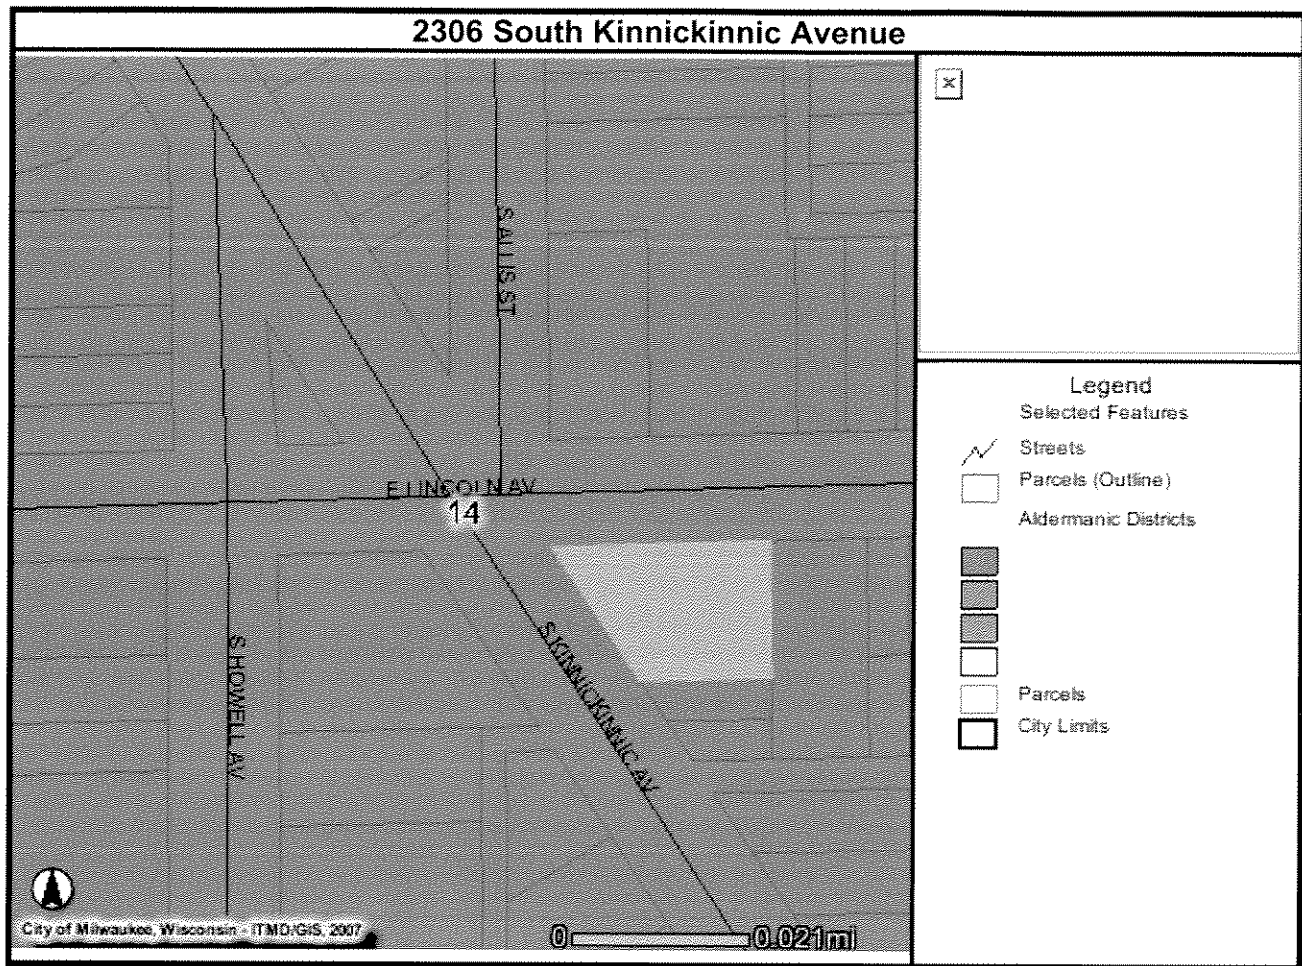 2306 South Kinnickinnic Avenue
S ALLIS ST
E LINCOLN AV
14
S KINNICKINNIC AV
S HOWELL AV
City of Milwaukee, Wisconsin - ITMD/GIS, 2007
0 0.021mi
Legend
Selected Features
Streets
Parcels (Outline)
Aldermanic Districts
Parcels
City Limits